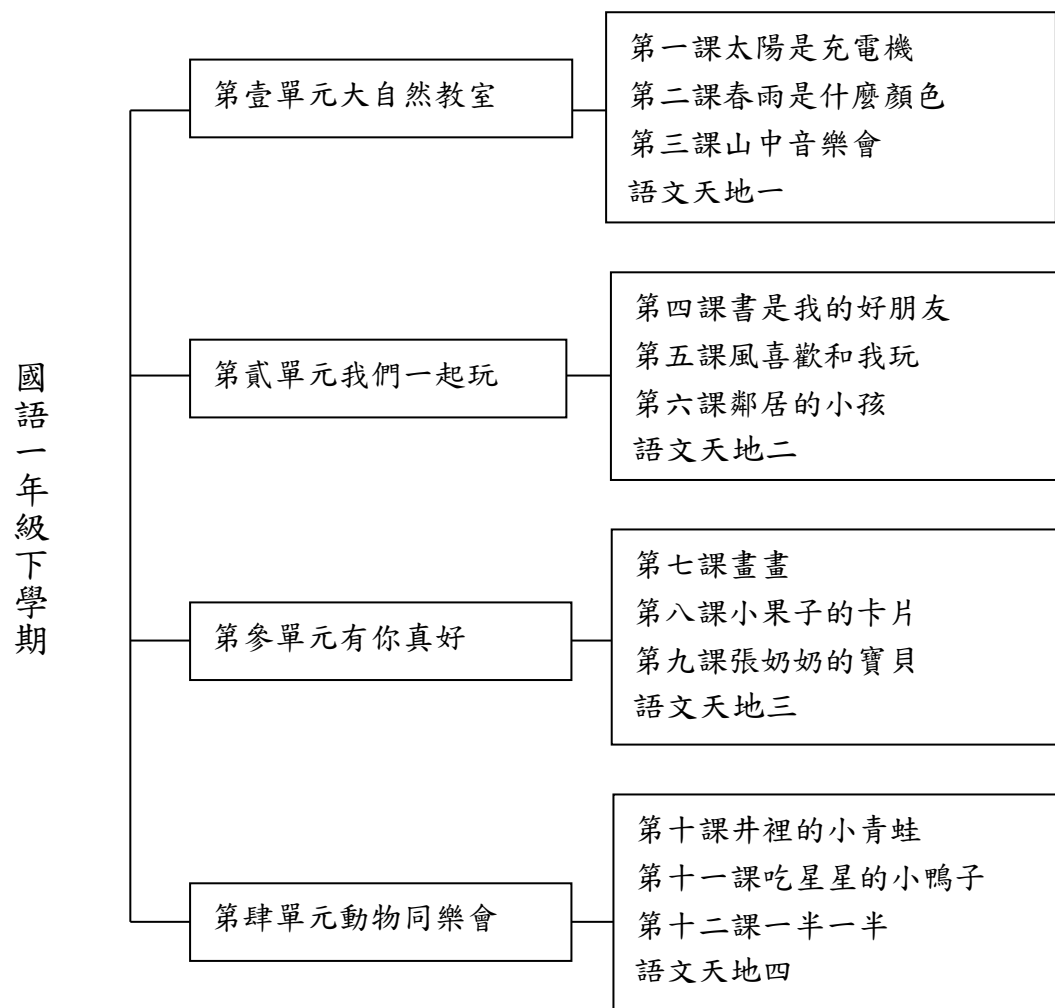 國語一年級下學期
第壹單元大自然教室
第一課太陽是充電機
第二課春雨是什麼顏色
第三課山中音樂會
語文天地一
第貳單元我們一起玩
第四課書是我的好朋友
第五課風喜歡和我玩
第六課鄰居的小孩
語文天地二
第參單元有你真好
第七課畫畫
第八課小果子的卡片
第九課張奶奶的寶貝
語文天地三
第肆單元動物同樂會
第十課井裡的小青蛙
第十一課吃星星的小鴨子
第十二課一半一半
語文天地四